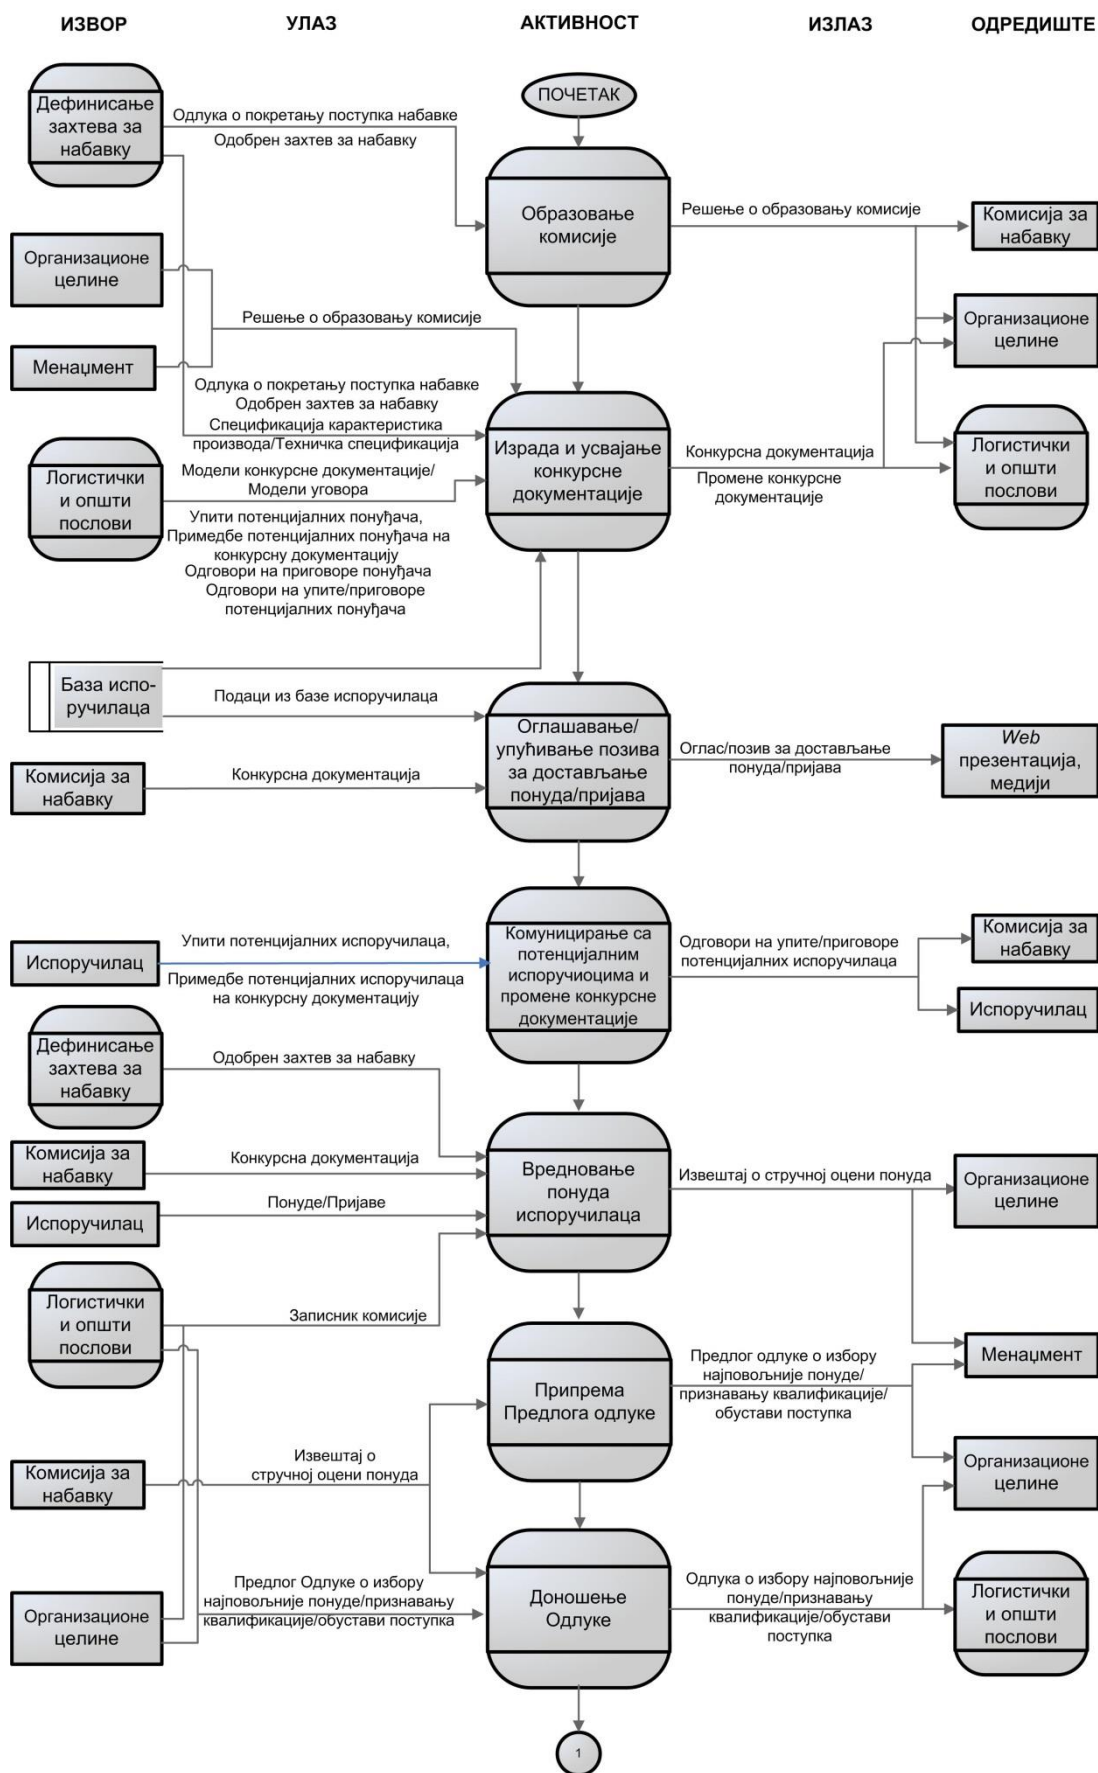 ИЗВОР
УЛАЗ
АКТИВНОСТ
ИЗЛАЗ
ОДРЕДИШТЕ
ПОЧЕТАК
Дефинисање
захтева за
набавку
Одлука о покретању поступка набавке
Одобрен захтев за набавку
Образовање
комисије
Решење о образовању комисије
Комисија за
набавку
Организационе
целине
Организационе
целине
Менаџмент
Решење о образовању комисије
Одлука о покретању поступка набавке
Одобрен захтев за набавку
Спецификација карактеристика
производа/Техничка спецификација
Логистички
и општи
послови
Модели конкурсне документације/
Модели уговора
Упити потенцијалних понуђача,
Примедбе потенцијалних понуђача на
конкурсну документацију
Одговори на приговоре понуђача
Одговори на упите/приговоре
потенцијалних понуђача
Израда и усвајање
конкурсне
документације
Конкурсна документација
Промене конкурсне
документације
Логистички
и општи
послови
База испо-
ручилаца
Подаци из базе испоручилаца
Комисија за
набавку
Конкурсна документација
Оглашавање/
упућивање позива
за достављање
понуда/пријава
Оглас/позив за достављање
понуда/пријава
Web
презентација,
медији
Испоручилац
Упити потенцијалних испоручилаца,
Примедбе потенцијалних испоручилаца
на конкурсну документацију
Комуницирање са
потенцијалним
испоручиоцима и
промене конкурсне
документације
Одговори на упите/приговоре
потенцијалних испоручилаца
Комисија за
набавку
Испоручилац
Дефинисање
захтева за
набавку
Одобрен захтев за набавку
Комисија за
набавку
Конкурсна документација
Испоручилац
Понуде/Пријаве
Вредновање
понуда
испоручилаца
Извештај о стручној оцени понуда
Организационе
целине
Логистички
и општи
послови
Записник комисије
Припрема
Предлога одлуке
Предлог одлуке о избору
најповољније понуде/
признавању квалификације/
обустави поступка
Менаџмент
Комисија за
набавку
Извештај о
стручној оцени понуда
Организационе
целине
Организационе
целине
Предлог Одлуке о избору
најповољније понуде/признавању
квалификације/обустави поступка
Доношење
Одлуке
Одлука о избору најповољније
понуде/признавању
квалификације/обустави
поступка
Логистички
и општи
послови
1